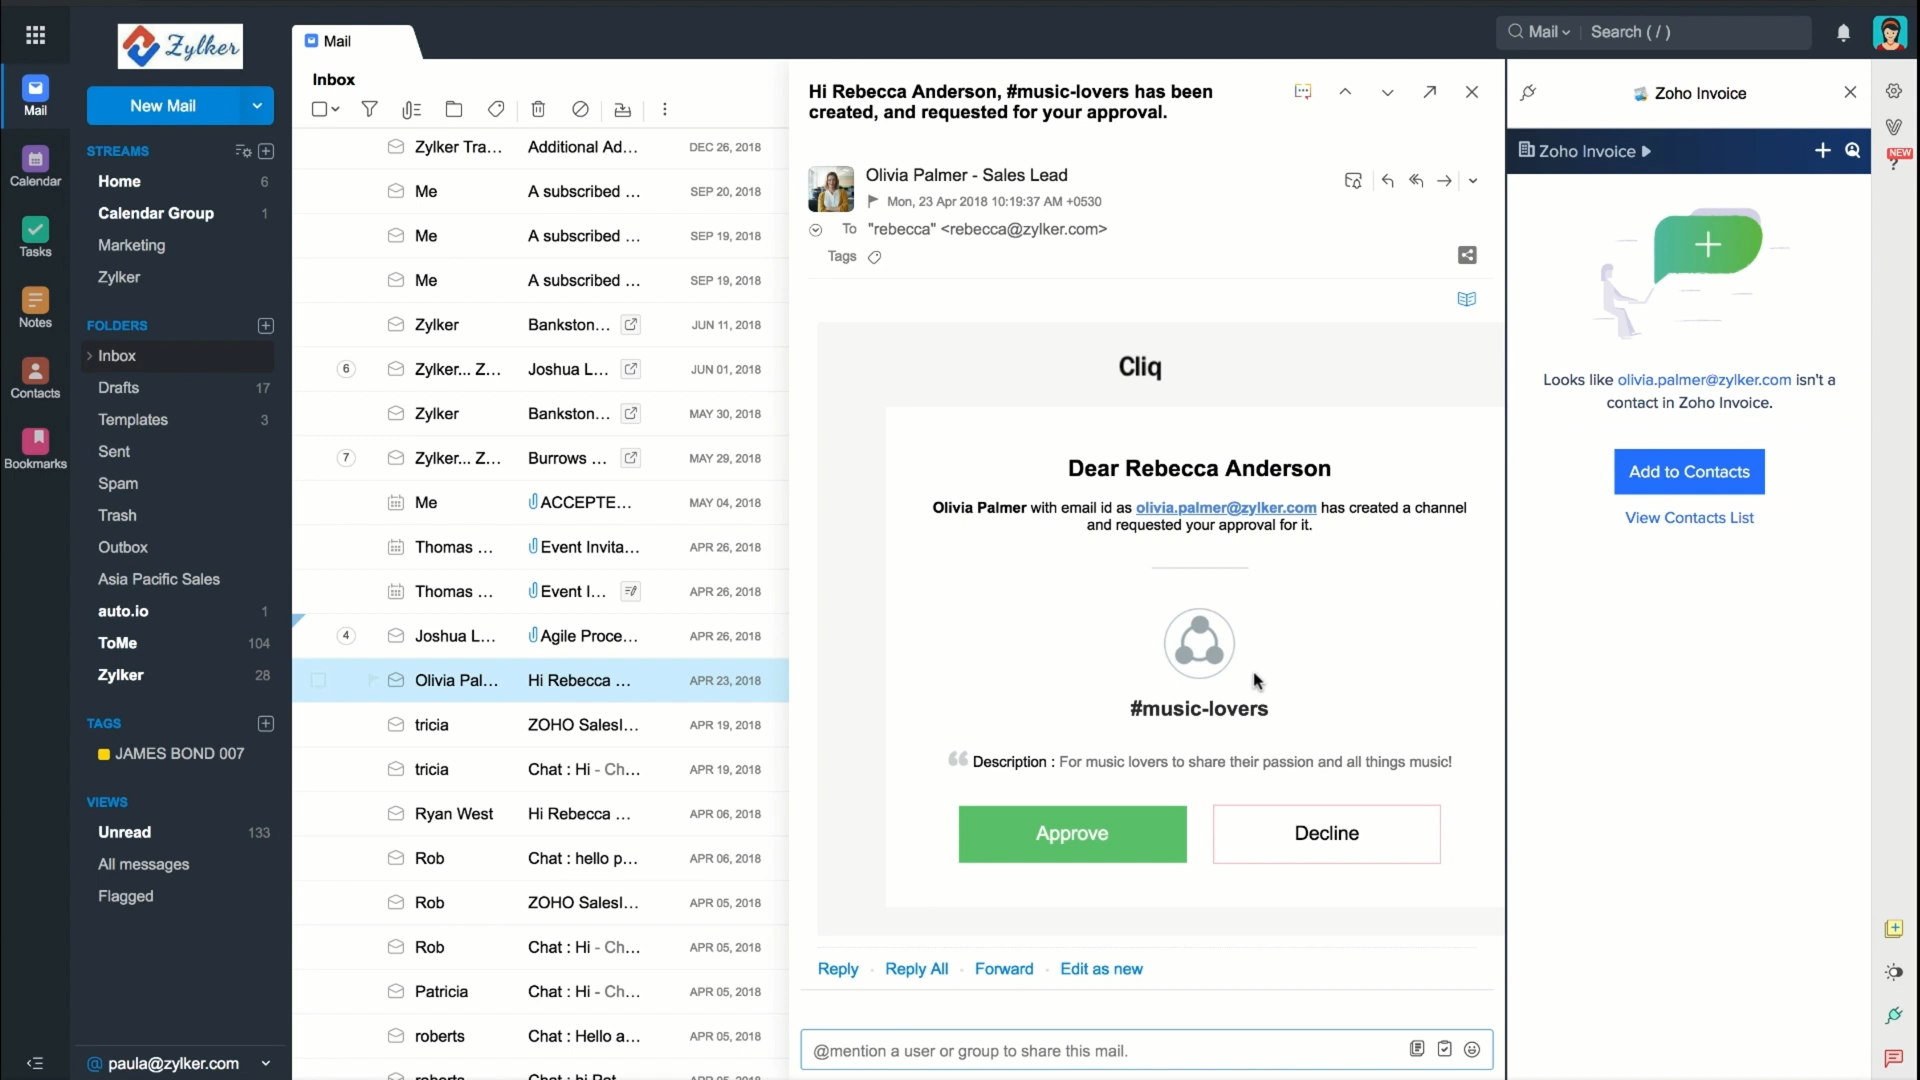 Mail
Calendar
Tasks
Notes
Contacts
Bookmarks
Zylker
New Mail
STREAMS
Home 6
Calendar Group 1
Marketing
Zylker
FOLDERS
Inbox
Drafts 17
Templates 3
Sent
Spam
Trash
Outbox
Asia Pacific Sales
auto.io 1
ToMe 104
Zylker 28
TAGS
JAMES BOND 007
VIEWS
Unread 133
All messages
Flagged
@ paula@zylker.com
Mail
Inbox
Zylker Tra... Additional Ad... DEC 26, 2018
Me A subscribed ... SEP 20, 2018
Me A subscribed ... SEP 19, 2018
Me A subscribed ... SEP 19, 2018
Zylker Bankston... JUN 11, 2018
6 Zylker... Z... Joshua L... JUN 01, 2018
Zylker Bankston... MAY 30, 2018
7 Zylker... Z... Burrows ... MAY 29, 2018
Me ACCEPTE... MAY 04, 2018
Thomas ... Event Invita... APR 26, 2018
Thomas ... Event I... APR 26, 2018
4 Joshua L... Agile Proce... APR 26, 2018
Olivia Pal... Hi Rebecca ... APR 23, 2018
tricia ZOHO Salesl... APR 19, 2018
tricia Chat : Hi - Ch... APR 19, 2018
Ryan West Hi Rebecca ... APR 06, 2018
Rob Chat : hello p... APR 06, 2018
Rob ZOHO Salesl... APR 05, 2018
Rob Chat : Hi - Ch... APR 05, 2018
Patricia Chat : Hi - Ch... APR 05, 2018
roberts Chat : Hello a... APR 05, 2018
Mail Search ( / )
Hi Rebecca Anderson, #music-lovers has been
created, and requested for your approval.
Olivia Palmer - Sales Lead
Mon, 23 Apr 2018 10:19:37 AM +0530
To "rebecca" <rebecca@zylker.com>
Tags
Cliq
Dear Rebecca Anderson
Olivia Palmer with email id as olivia.palmer@zylker.com has created a channel
and requested your approval for it.
#music-lovers
Description : For music lovers to share their passion and all things music!
Approve Decline
Reply Reply All Forward Edit as new
@mention a user or group to share this mail.
Zoho Invoice
Zoho Invoice
Looks like olivia.palmer@zylker.com isn't a
contact in Zoho Invoice.
Add to Contacts
View Contacts List
NEW